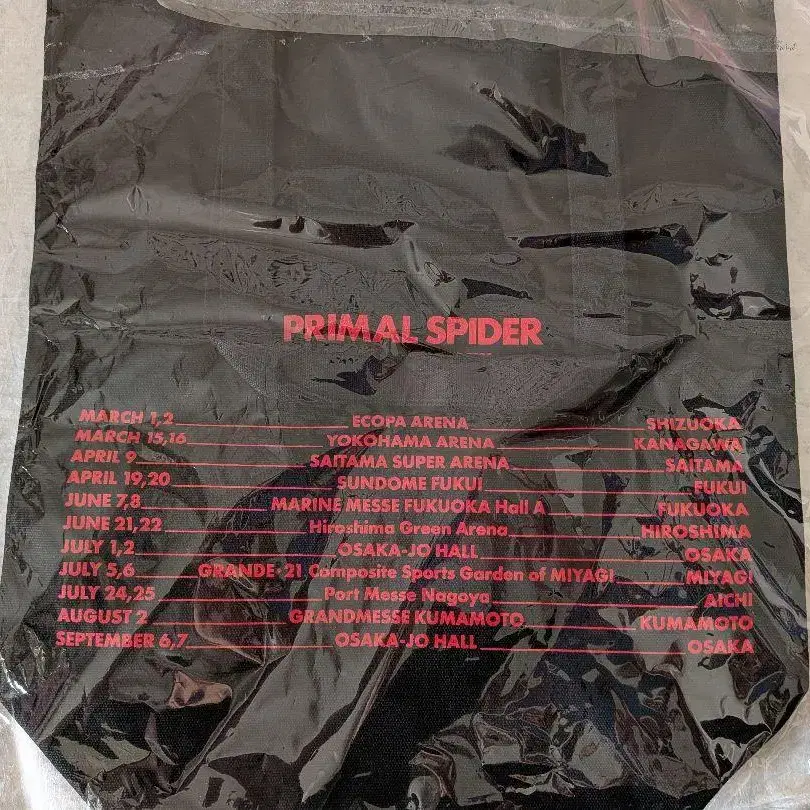 PRIMAL SPIDER
MARCH 1,2 ECOPA ARENA SHIZUOKA
MARCH 15,16 YOKOHAMA ARENA KANAGAWA
APRIL 9 SAITAMA SUPER ARENA SAITAMA
APRIL 19,20 SUNDOME FUKUI FUKUI
JUNE 7,8 MARINE MESSE FUKUOKA Hall A FUKUOKA
JUNE 21,22 Hiroshima Green Arena HIROSHIMA
JULY 1,2 OSAKA-JO HALL OSAKA
JULY 5,6 GRANDE・21 Composite Sports Garden of MIYAGI MIYAGI
JULY 24,25 Port Messe Nagoya AICHI
AUGUST 2 GRANDMESSE KUMAMOTO KUMAMOTO
SEPTEMBER 6,7 OSAKA-JO HALL OSAKA